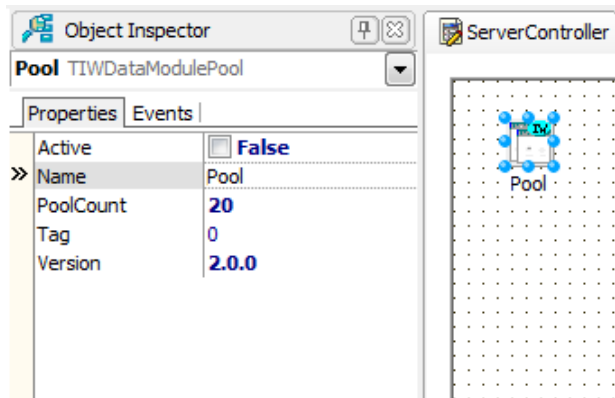 Object Inspector
Pool TIWDataModulePool
Properties Events
Active False
Name Pool
PoolCount 20
Tag 0
Version 2.0.0
ServerController
IW
Pool